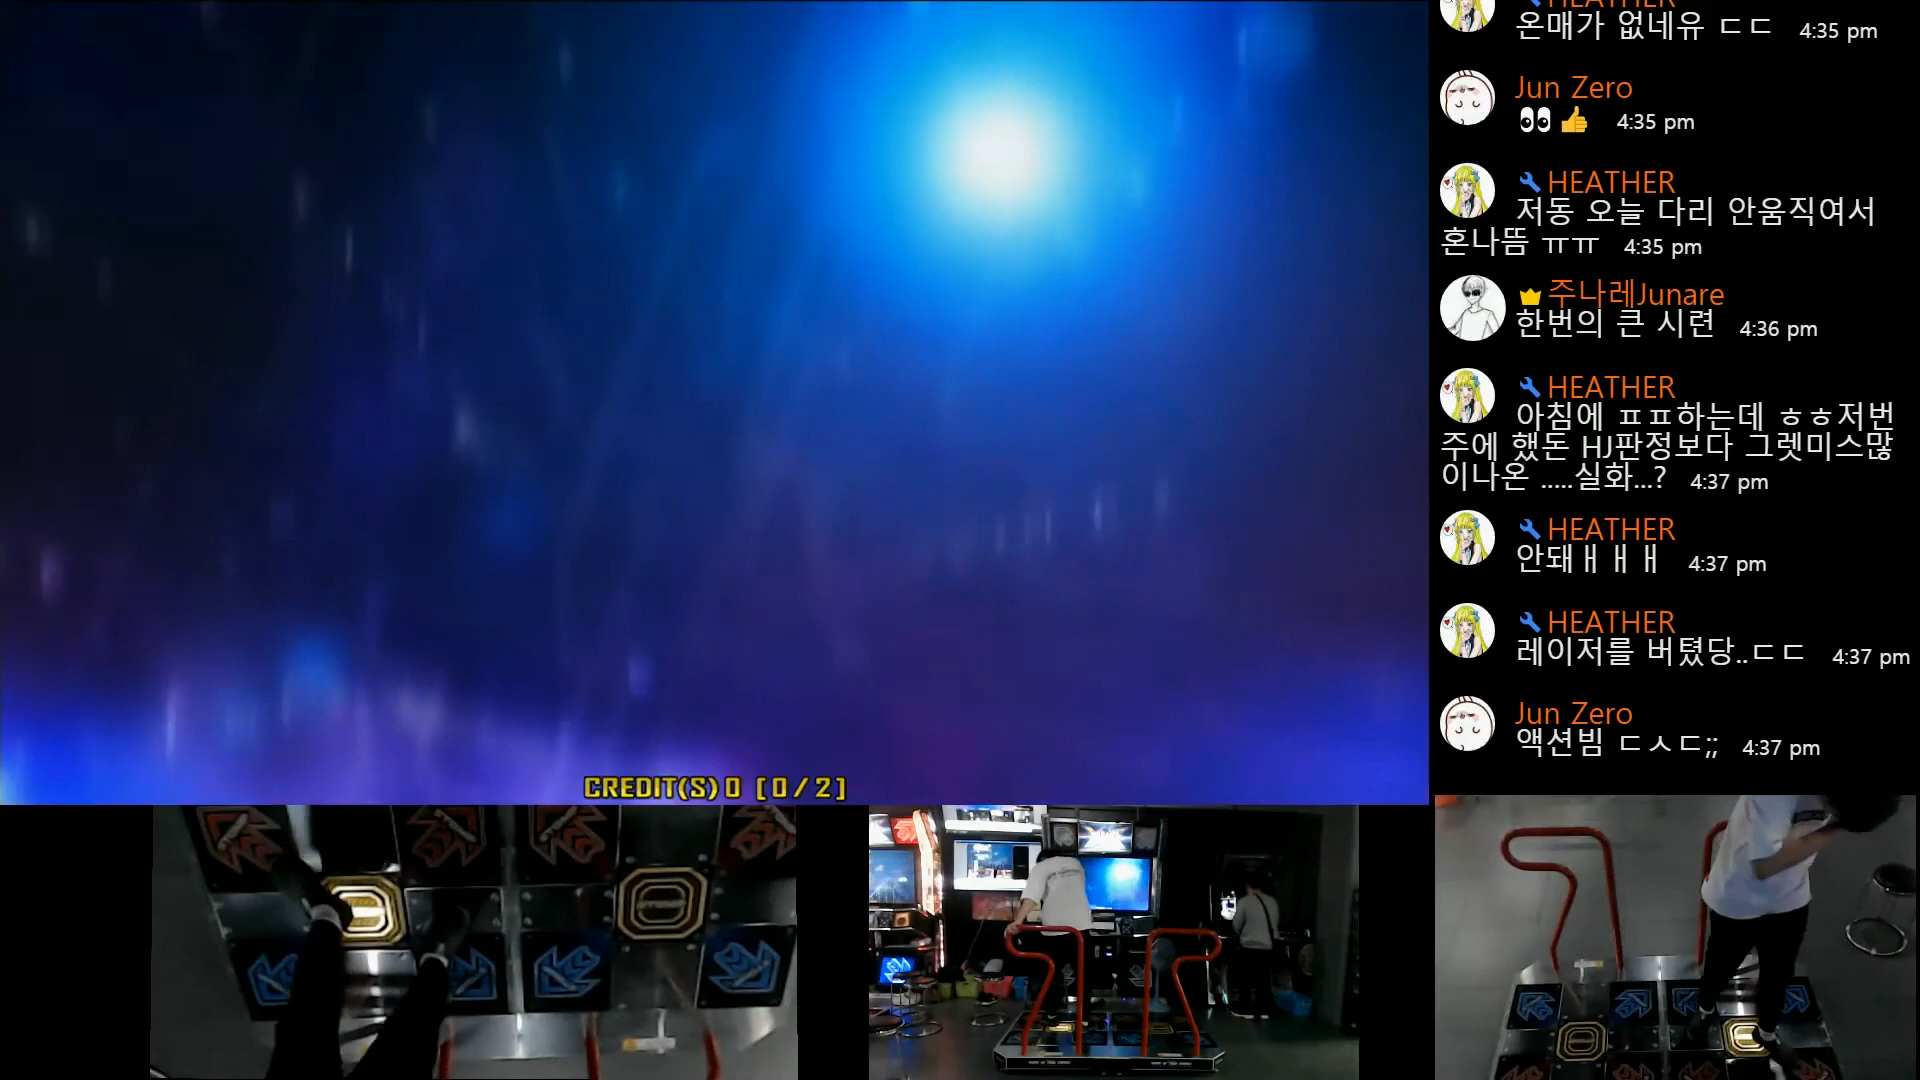 HEATHER
온매가 없네유 ㄷㄷ 4:35 pm
Jun Zero
👀👍 4:35 pm
HEATHER
저동 오늘 다리 안움직여서
혼나뜸 ㅠㅠ 4:35 pm
주나레Junare
한번의 큰 시련 4:36 pm
HEATHER
아침에 ㅍㅍ하는데 ㅎㅎ저번
주에 했돈 HJ판정보다 그렛미스많
이나온 .....실화...? 4:37 pm
HEATHER
안돼ㅐㅐㅐ 4:37 pm
HEATHER
레이저를 버텼당..ㄷㄷ 4:37 pm
Jun Zero
액션빔 ㄷㅅㄷ;; 4:37 pm
CREDIT(S) 0 [0/2]